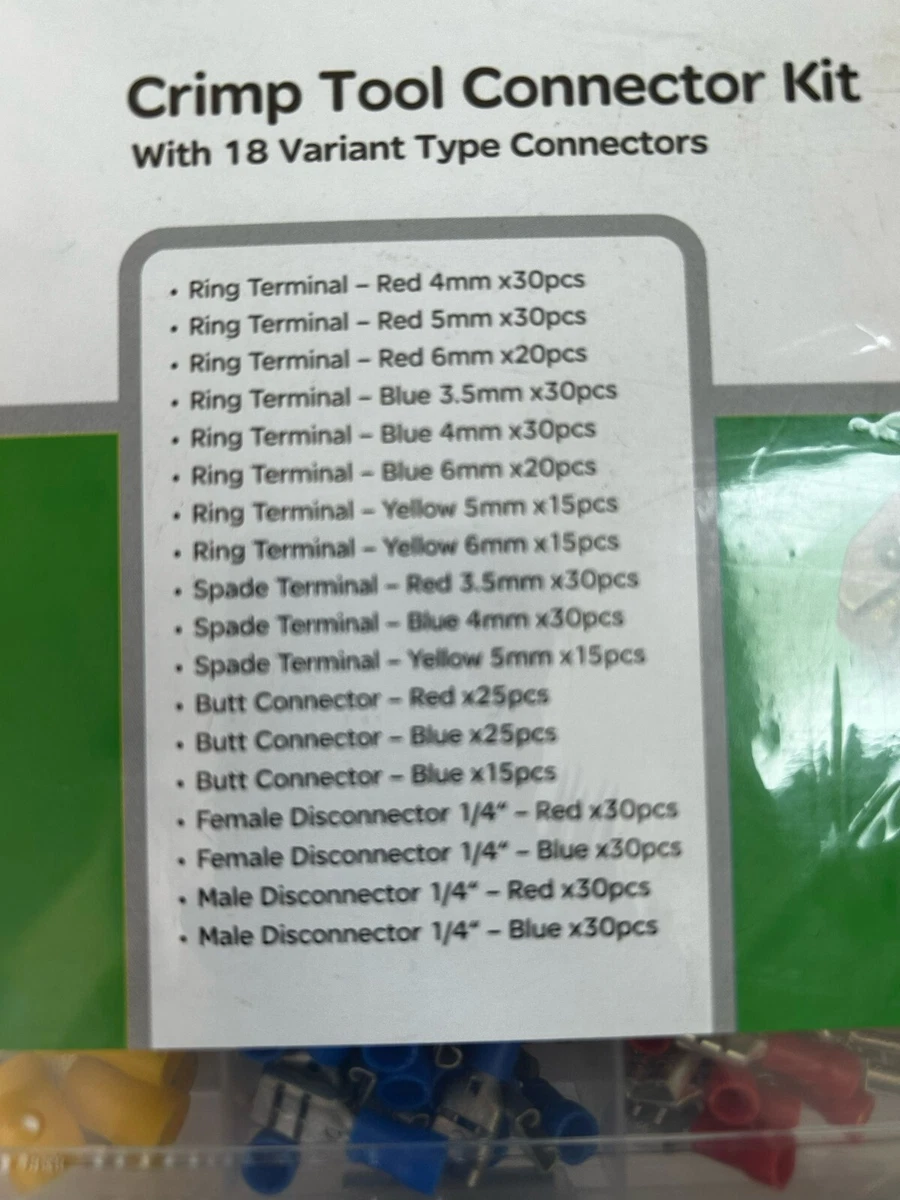 Crimp Tool Connector Kit
With 18 Variant Type Connectors
• Ring Terminal – Red 4mm x30pcs
• Ring Terminal – Red 5mm x30pcs
• Ring Terminal – Red 6mm x20pcs
• Ring Terminal – Blue 3.5mm x30pcs
• Ring Terminal – Blue 4mm x30pcs
• Ring Terminal – Blue 6mm x20pcs
• Ring Terminal – Yellow 5mm x15pcs
• Ring Terminal – Yellow 6mm x15pcs
• Spade Terminal – Red 3.5mm x30pcs
• Spade Terminal – Blue 4mm x30pcs
• Spade Terminal – Yellow 5mm x15pcs
• Butt Connector – Red x25pcs
• Butt Connector – Blue x25pcs
• Butt Connector – Blue x15pcs
• Female Disconnector 1/4“ – Red x30pcs
• Female Disconnector 1/4“ – Blue x30pcs
• Male Disconnector 1/4“ – Red x30pcs
• Male Disconnector 1/4“ – Blue x30pcs